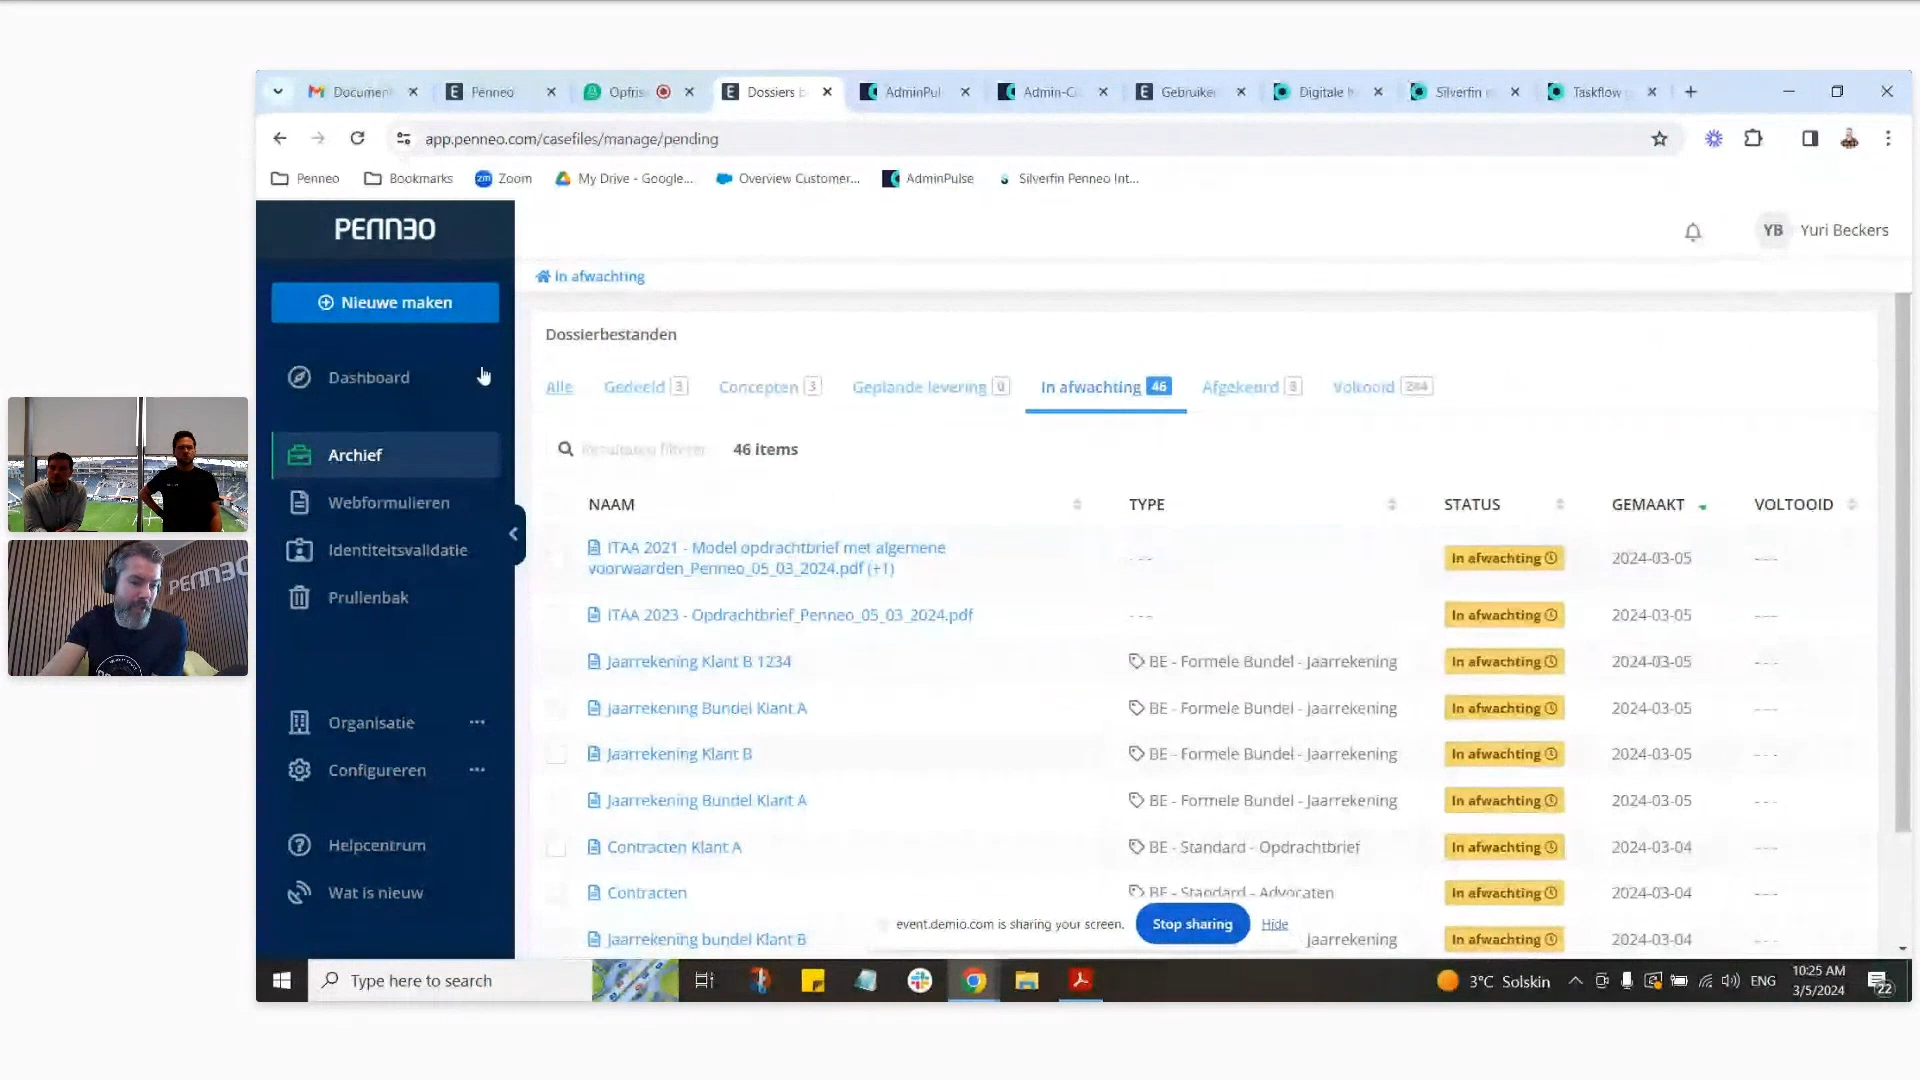 Documen
Penneo
Opfris
Dossiers b
AdminPul
Admin-C
Gebruiker
Digitale
Silverfin
Taskflow
app.penneo.com/casefiles/manage/pending
Penneo
Bookmarks
zm Zoom
My Drive - Google...
Overview Customer...
AdminPulse
Silverfin Penneo Int...
PENNEO
YB Yuri Beckers
In afwachting
Nieuwe maken
Dashboard
Archief
Webformulieren
Identiteitsvalidatie
Prullenbak
Organisatie
Configureren
Helpcentrum
Wat is nieuw
Dossierbestanden
Alle Gedeeld 3 Concepten 3 Geplande levering 0 In afwachting 46 Afgekeurd 8 Voltooid 284
Resultaten filteren 46 items
NAAM TYPE STATUS GEMAAKT VOLTOOID
ITAA 2021 - Model opdrachtbrief met algemene
voorwaarden_Penneo_05_03_2024.pdf (+1) --- In afwachting 2024-03-05 ---
ITAA 2023 - Opdrachtbrief_Penneo_05_03_2024.pdf --- In afwachting 2024-03-05 ---
Jaarrekening Klant B 1234 BE - Formele Bundel - Jaarrekening In afwachting 2024-03-05 ---
Jaarrekening Bundel Klant A BE - Formele Bundel - Jaarrekening In afwachting 2024-03-05 ---
Jaarrekening Klant B BE - Formele Bundel - Jaarrekening In afwachting 2024-03-05 ---
Jaarrekening Bundel Klant A BE - Formele Bundel - Jaarrekening In afwachting 2024-03-05 ---
Contracten Klant A BE - Standard - Opdrachtbrief In afwachting 2024-03-04 ---
Contracten BE - Standard - Advocaten In afwachting 2024-03-04 ---
Jaarrekening bundel Klant B Jaarrekening In afwachting 2024-03-04 ---
event.demio.com is sharing your screen. Stop sharing Hide
Type here to search
3°C Solskin
ENG
10:25 AM
3/5/2024
22
PENNEO